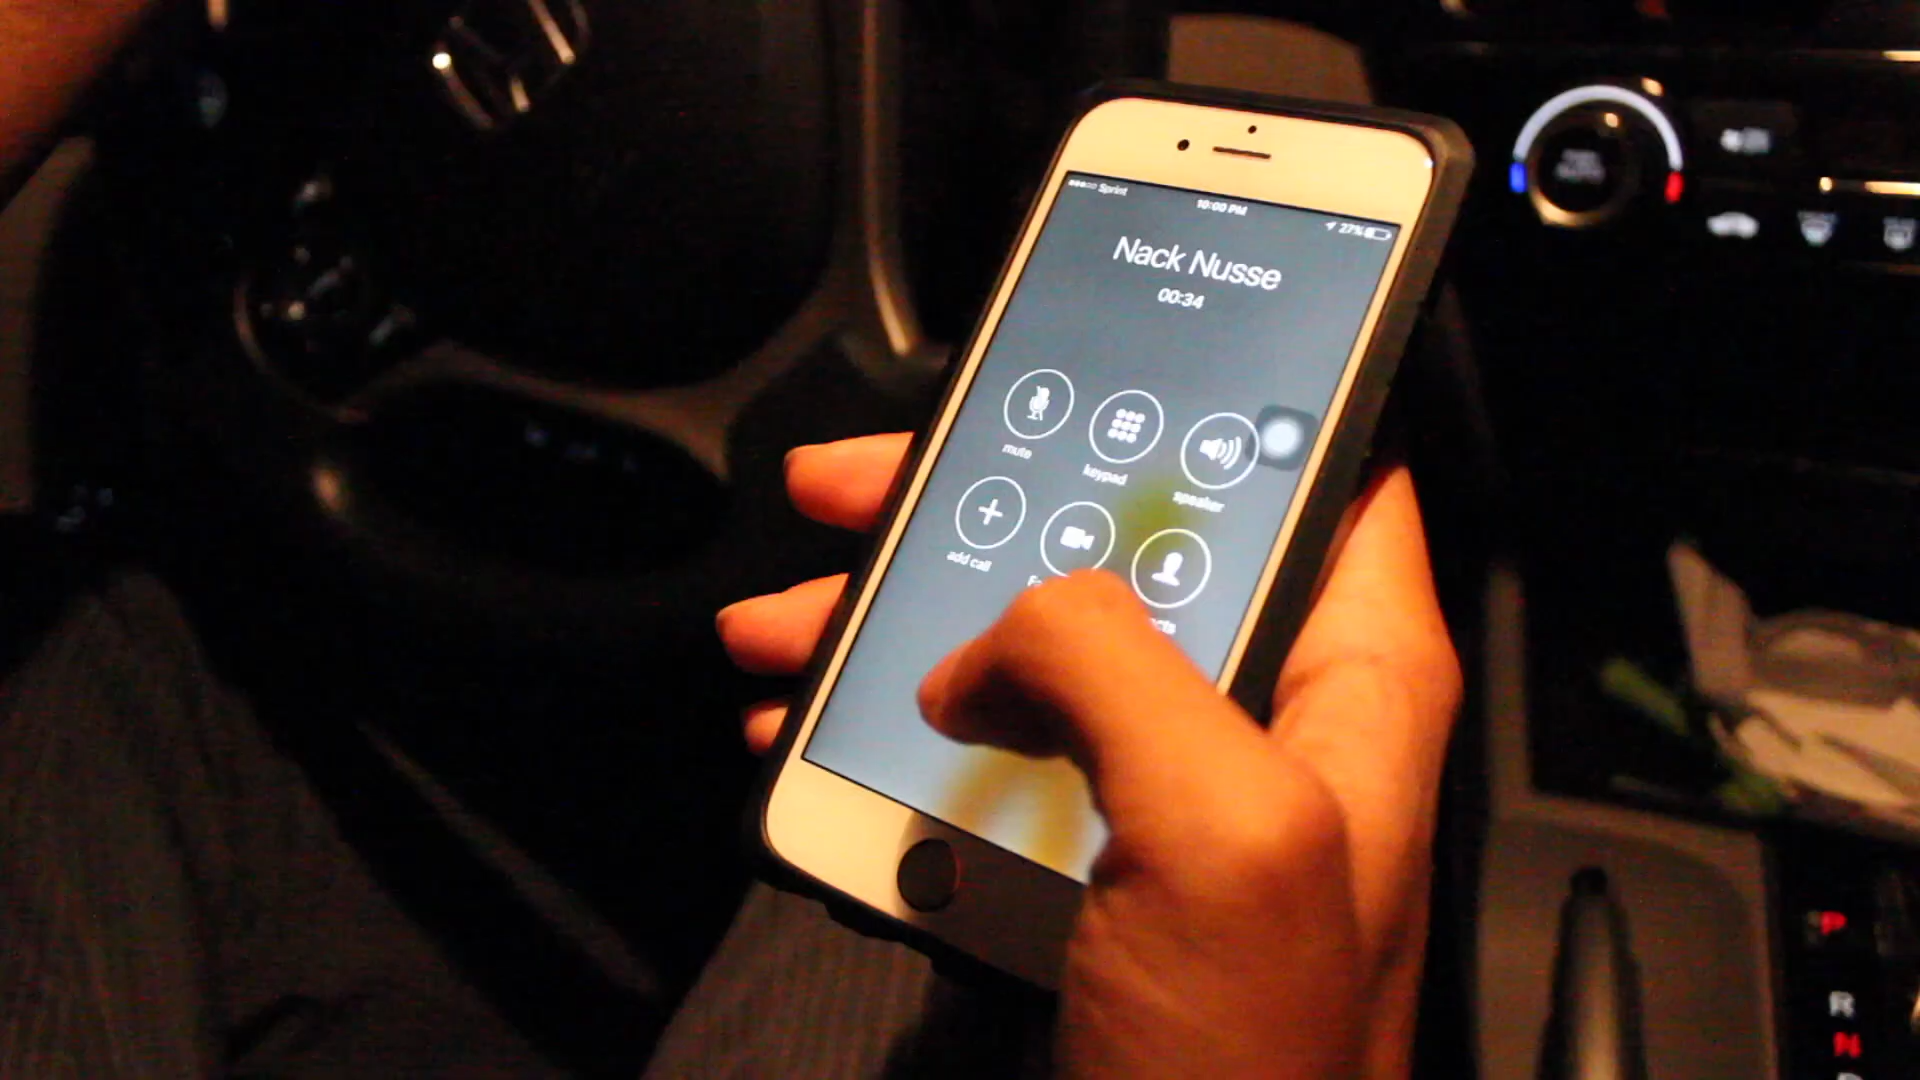 Sprint
10:00 PM
27%
Nack Nusse
00:34
mute
keypad
speaker
add call
P
R
N